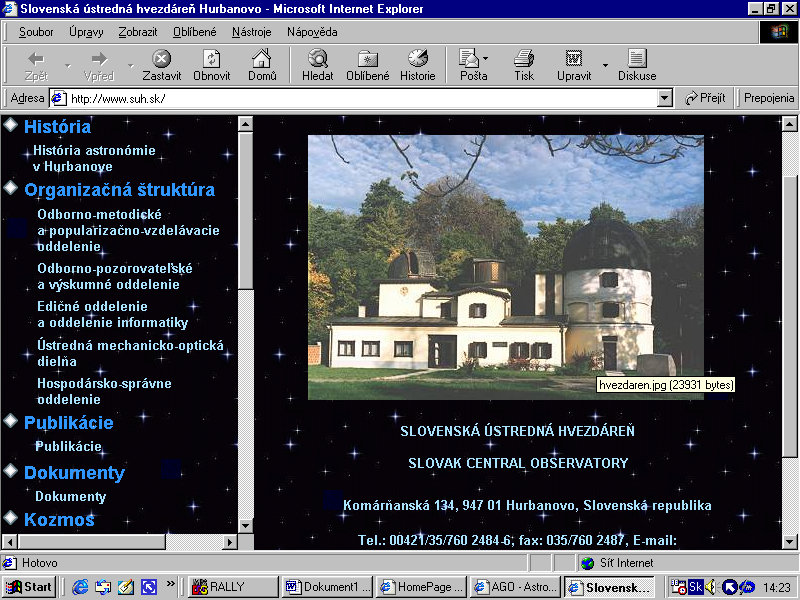 Slovenská ústredná hvezdáreň Hurbanovo - Microsoft Internet Explorer
Soubor Úpravy Zobrazit Oblíbené Nástroje Nápověda
Zpět Vpřed Zastavit Obnovit Domů Hledat Oblíbené Historie Pošta Tisk Upravit Diskuse
Adresa http://www.suh.sk/ Přejít Prepojenia
História
História astronómie
v Hurbanove
Organizačná štruktúra
Odborno-metodické
a popularizačno-vzdelávacie
oddelenie
Odborno-pozorovateľské
a výskumné oddelenie
Edičné oddelenie
a oddelenie informatiky
Ústredná mechanicko-optická
dielňa
Hospodársko-správne
oddelenie
Publikácie
Publikácie
Dokumenty
Dokumenty
Kozmos
hvezdaren.jpg (23931 bytes)
SLOVENSKÁ ÚSTREDNÁ HVEZDÁREŇ
SLOVAK CENTRAL OBSERVATORY
Komárňanská 134, 947 01 Hurbanovo, Slovenská republika
Tel.: 00421/35/760 2484-6; fax: 035/760 2487, E-mail:
Hotovo Síť Internet
Start » RALLY Dokument1 ... HomePage ... AGO - Astro... Slovensk... Sk 14:23